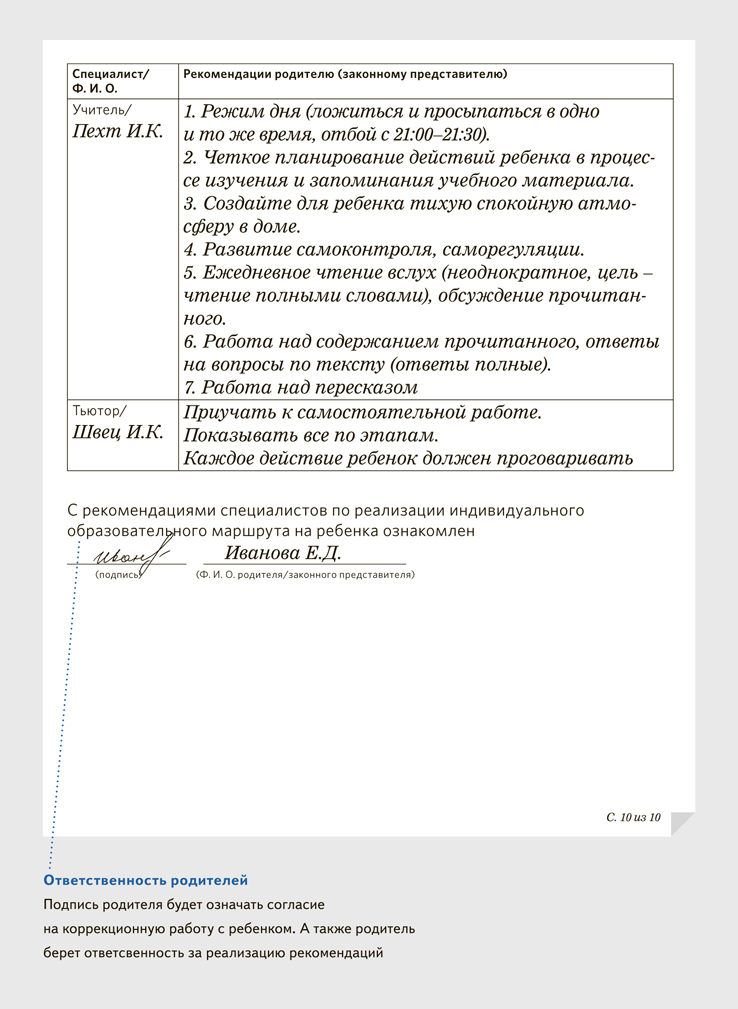 Специалист/
Ф. И. О.
Рекомендации родителю (законному представителю)
Учитель/
Пехт И.К.
1. Режим дня (ложиться и просыпаться в одно
и то же время, отбой с 21:00–21:30).
2. Четкое планирование действий ребенка в процес-
се изучения и запоминания учебного материала.
3. Создайте для ребенка тихую спокойную атмо-
сферу в доме.
4. Развитие самоконтроля, саморегуляции.
5. Ежедневное чтение вслух (неоднократное, цель –
чтение полными словами), обсуждение прочитан-
ного.
6. Работа над содержанием прочитанного, ответы
на вопросы по тексту (ответы полные).
7. Работа над пересказом
Тьютор/
Швец И.К.
Приучать к самостоятельной работе.
Показывать все по этапам.
Каждое действие ребенок должен проговаривать
С рекомендациями специалистов по реализации индивидуального
образовательного маршрута на ребенка ознакомлен
Иванова Е.Д.
(подпись)
(Ф. И. О. родителя/законного представителя)
С. 10 из 10
Ответственность родителей
Подпись родителя будет означать согласие
на коррекционную работу с ребенком. А также родитель
берет ответсвенность за реализацию рекомендаций